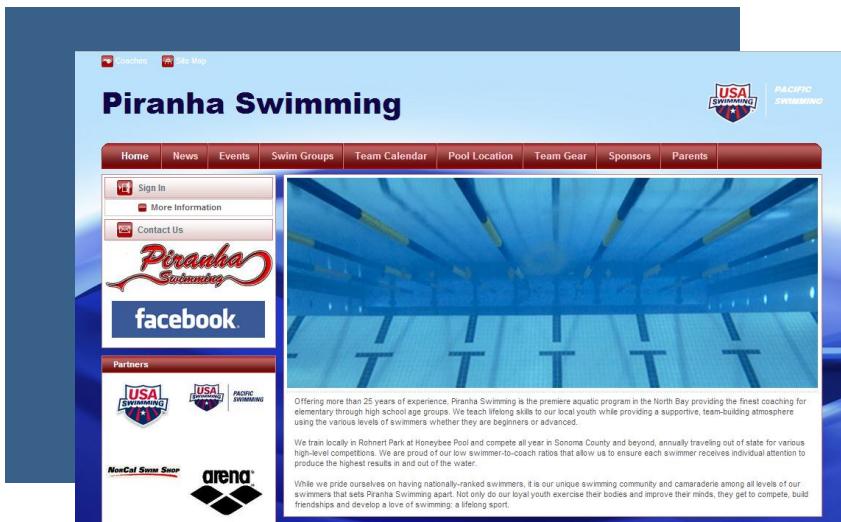 Coaches Site Map
Piranha Swimming
USA SWIMMING PACIFIC SWIMMING
Home News Events Swim Groups Team Calendar Pool Location Team Gear Sponsors Parents
Sign In
More Information
Contact Us
Piranha Swimming
facebook.
Partners
USA SWIMMING
USA SWIMMING PACIFIC SWIMMING
NorCal Swim Shop
arena
Offering more than 25 years of experience, Piranha Swimming is the premiere aquatic program in the North Bay providing the finest coaching for
elementary through high school age groups. We teach lifelong skills to our local youth while providing a supportive, team-building atmosphere
using the various levels of swimmers whether they are beginners or advanced.
We train locally in Rohnert Park at Honeybee Pool and compete all year in Sonoma County and beyond, annually traveling out of state for various
high-level competitions. We are proud of our low swimmer-to-coach ratios that allow us to ensure each swimmer receives individual attention to
produce the highest results in and out of the water.
While we pride ourselves on having nationally-ranked swimmers, it is our unique swimming community and camaraderie among all levels of our
swimmers that sets Piranha Swimming apart. Not only do our loyal youth exercise their bodies and improve their minds, they get to compete, build
friendships and develop a love of swimming: a lifelong sport.